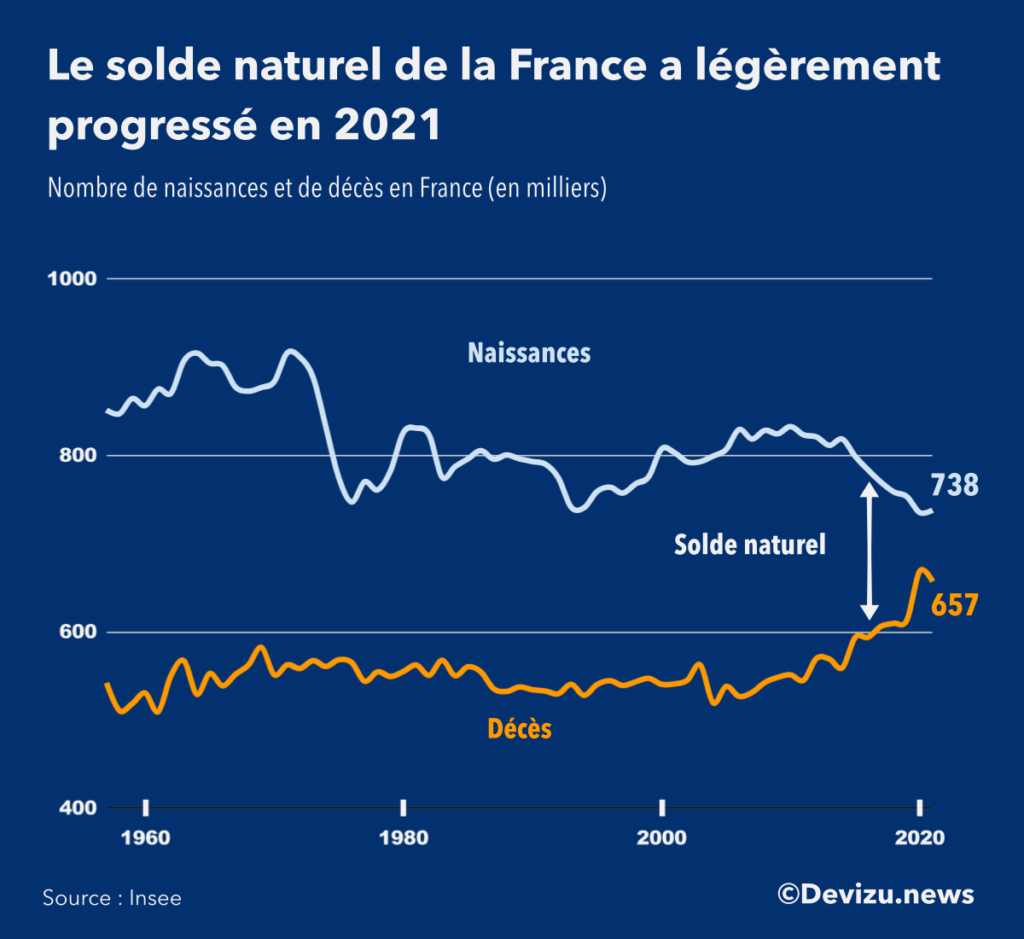 Le solde naturel de la France a légèrement
progressé en 2021
Nombre de naissances et de décès en France (en milliers)
1000
Naissances
800
738
Solde naturel
657
600
Décès
400
1960
1980
2000
2020
Source : Insee
©Devizu.news